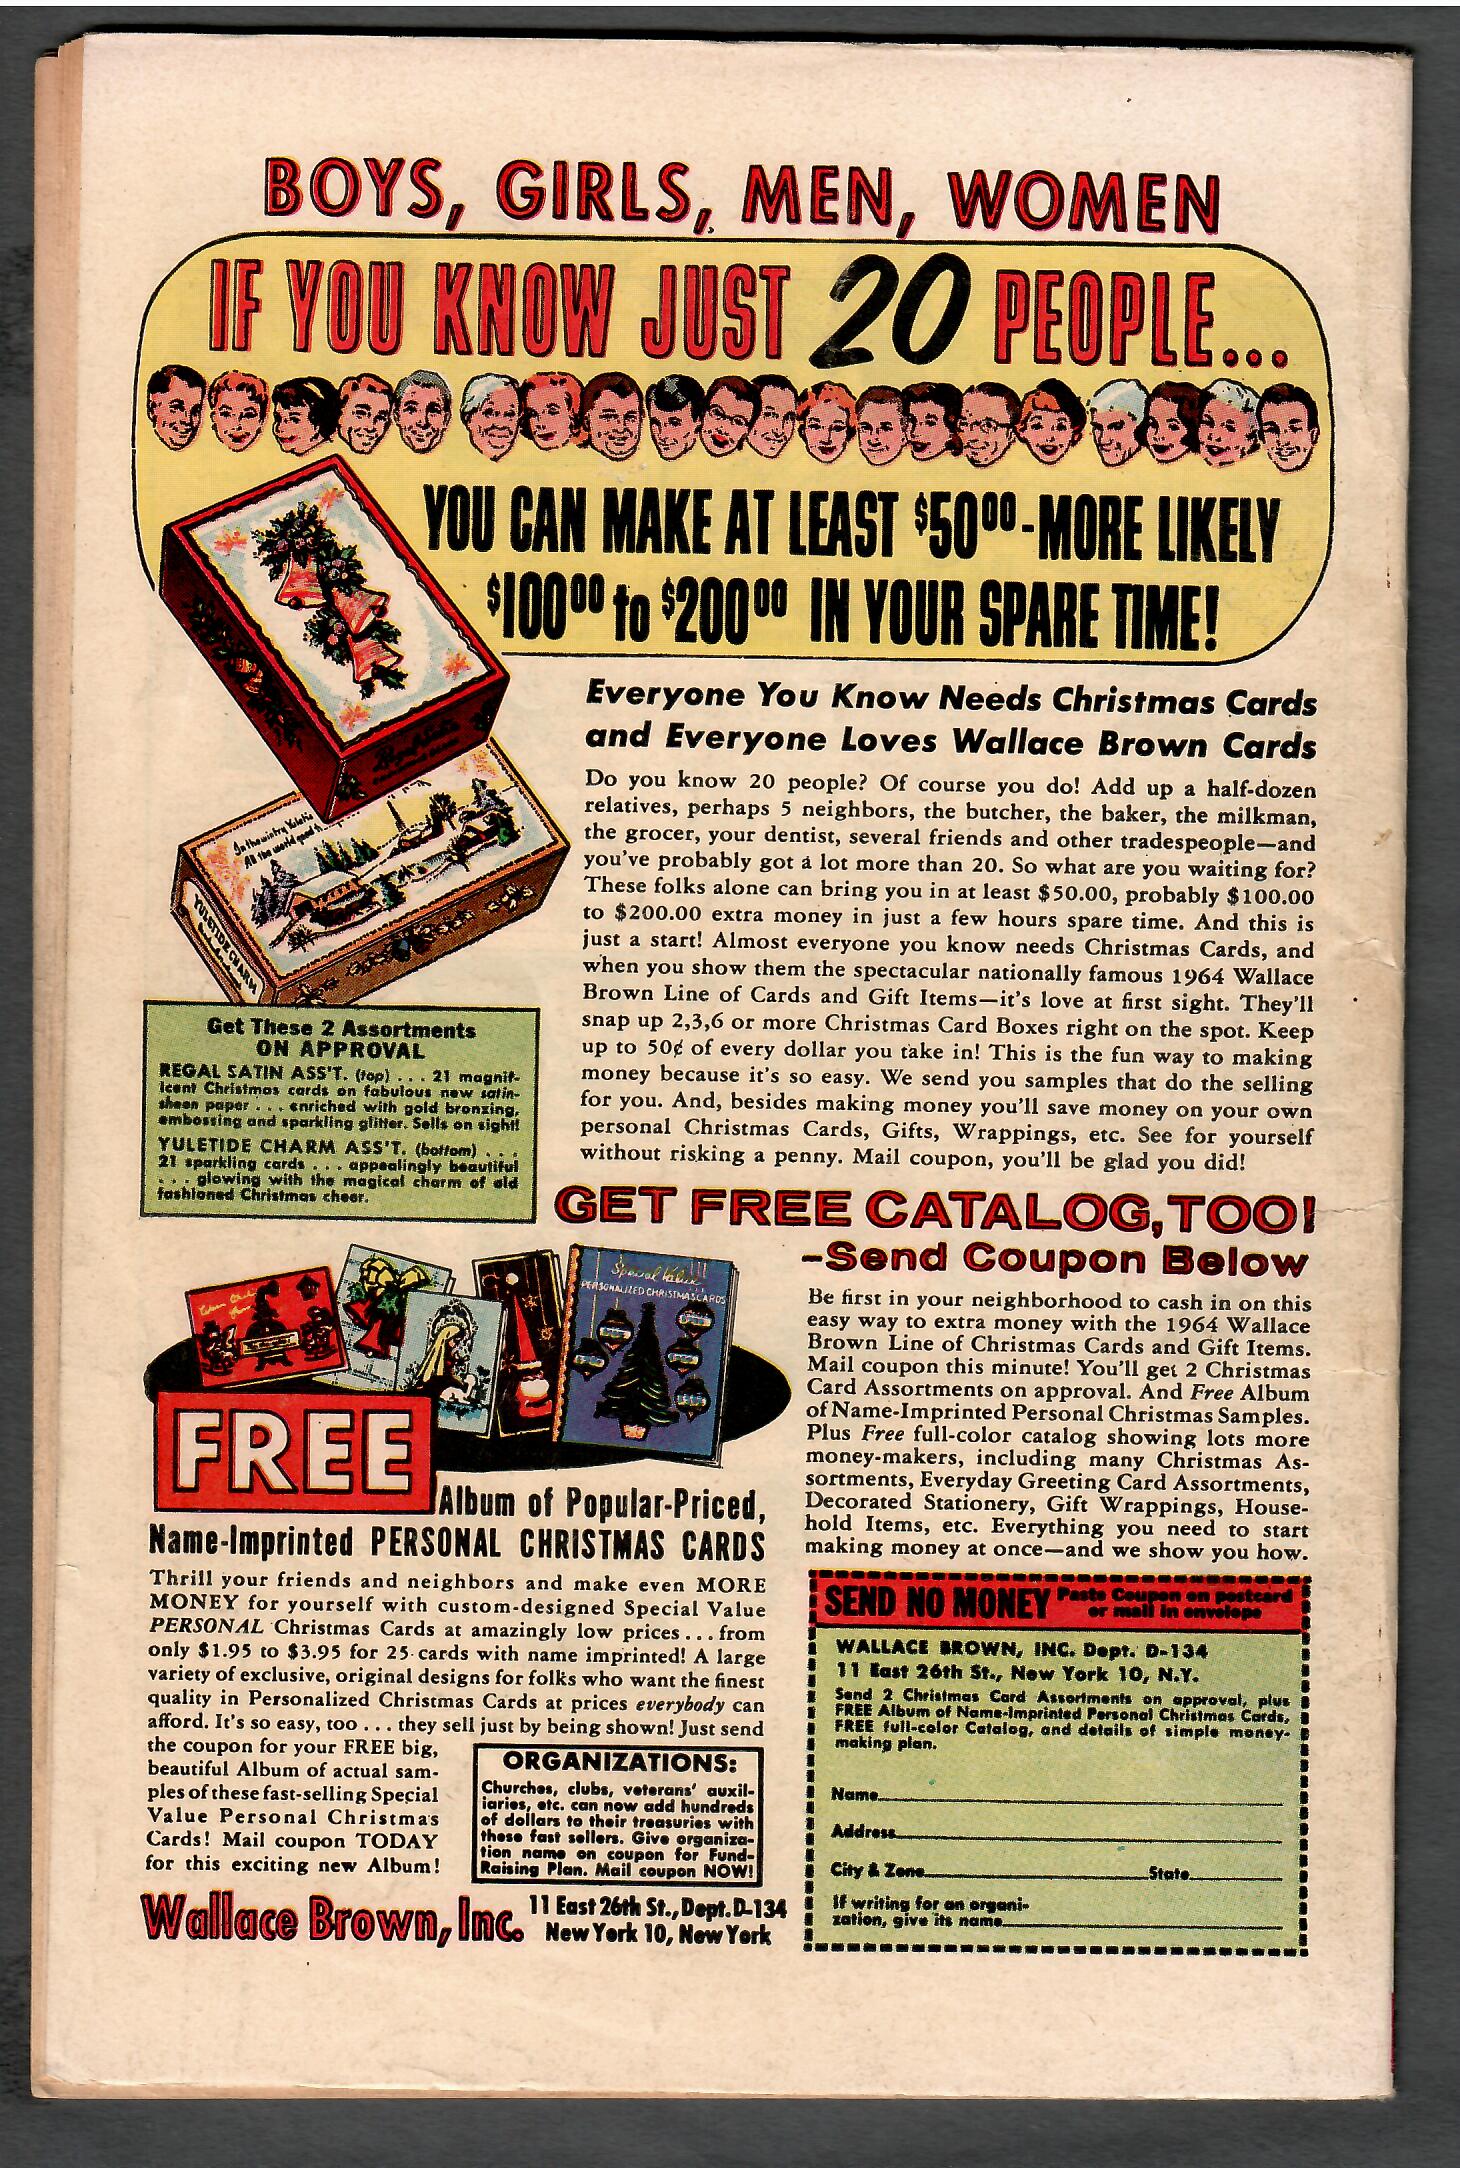 BOYS, GIRLS, MEN, WOMEN
IF YOU KNOW JUST 20 PEOPLE...
YOU CAN MAKE AT LEAST $50.00-MORE LIKELY
$100.00 to $200.00 IN YOUR SPARE TIME!
Everyone You Know Needs Christmas Cards
and Everyone Loves Wallace Brown Cards
Do you know 20 people? Of course you do! Add up a half-dozen
relatives, perhaps 5 neighbors, the butcher, the baker, the milkman,
the grocer, your dentist, several friends and other tradespeople—and
you've probably got a lot more than 20. So what are you waiting for?
These folks alone can bring you in at least $50.00, probably $100.00
to $200.00 extra money in just a few hours spare time. And this is
just a start! Almost everyone you know needs Christmas Cards, and
when you show them the spectacular nationally famous 1964 Wallace
Brown Line of Cards and Gift Items—it's love at first sight. They'll
snap up 2,3,6 or more Christmas Card Boxes right on the spot. Keep
up to 50¢ of every dollar you take in! This is the fun way to making
money because it's so easy. We send you samples that do the selling
for you. And, besides making money you'll save money on your own
personal Christmas Cards, Gifts, Wrappings, etc. See for yourself
without risking a penny. Mail coupon, you'll be glad you did!
Regal Satin
In the wintry Yuletide
All the world
YULETIDE CHARM
Get These 2 Assortments
ON APPROVAL
REGAL SATIN ASS'T. (top) . . . 21 magnif-
icent Christmas cards on fabulous new satin-
sheen paper . . . enriched with gold bronzing,
embossing and sparkling glitter. Sells on sight!
YULETIDE CHARM ASS'T. (bottom) . . .
21 sparkling cards . . . appealingly beautiful
. . . glowing with the magical charm of old
fashioned Christmas cheer.
GET FREE CATALOG, TOO!
-Send Coupon Below
Be first in your neighborhood to cash in on this
easy way to extra money with the 1964 Wallace
Brown Line of Christmas Cards and Gift Items.
Mail coupon this minute! You'll get 2 Christmas
Card Assortments on approval. And Free Album
of Name-Imprinted Personal Christmas Samples.
Plus Free full-color catalog showing lots more
money-makers, including many Christmas As-
sortments, Everyday Greeting Card Assortments,
Decorated Stationery, Gift Wrappings, House-
hold Items, etc. Everything you need to start
making money at once—and we show you how.
Special Value
PERSONALIZED CHRISTMAS CARDS
FREE
Album of Popular-Priced,
Name-Imprinted PERSONAL CHRISTMAS CARDS
Thrill your friends and neighbors and make even MORE
MONEY for yourself with custom-designed Special Value
PERSONAL Christmas Cards at amazingly low prices . . . from
only $1.95 to $3.95 for 25 cards with name imprinted! A large
variety of exclusive, original designs for folks who want the finest
quality in Personalized Christmas Cards at prices everybody can
afford. It's so easy, too . . . they sell just by being shown! Just send
the coupon for your FREE big,
beautiful Album of actual sam-
ples of these fast-selling Special
Value Personal Christmas
Cards! Mail coupon TODAY
for this exciting new Album!
ORGANIZATIONS:
Churches, clubs, veterans' auxil-
iaries, etc. can now add hundreds
of dollars to their treasuries with
these fast sellers. Give organiza-
tion name on coupon for Fund-
Raising Plan. Mail coupon NOW!
Wallace Brown, Inc.
11 East 26th St., Dept. D-134
New York 10, New York
SEND NO MONEY Paste Coupon on postcard
or mail in envelope
WALLACE BROWN, INC. Dept. D-134
11 East 26th St., New York 10, N.Y.
Send 2 Christmas Card Assortments on approval, plus
FREE Album of Name-Imprinted Personal Christmas Cards,
FREE full-color Catalog, and details of simple money-
making plan.
Name
Address
City & Zone State
If writing for an organi-
zation, give its name